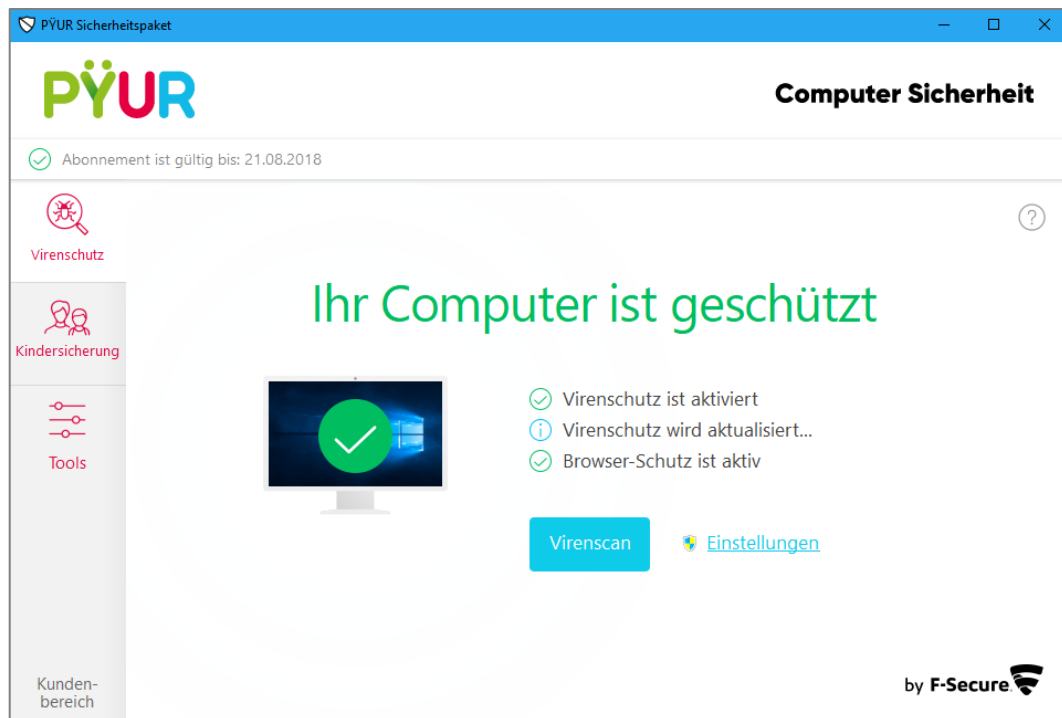 PŸUR Sicherheitspaket
PŸUR
Computer Sicherheit
Abonnement ist gültig bis: 21.08.2018
Virenschutz
Kindersicherung
Tools
Kunden-
bereich
?
Ihr Computer ist geschützt
Virenschutz ist aktiviert
i Virenschutz wird aktualisiert...
Browser-Schutz ist aktiv
Virenscan
Einstellungen
by F-Secure